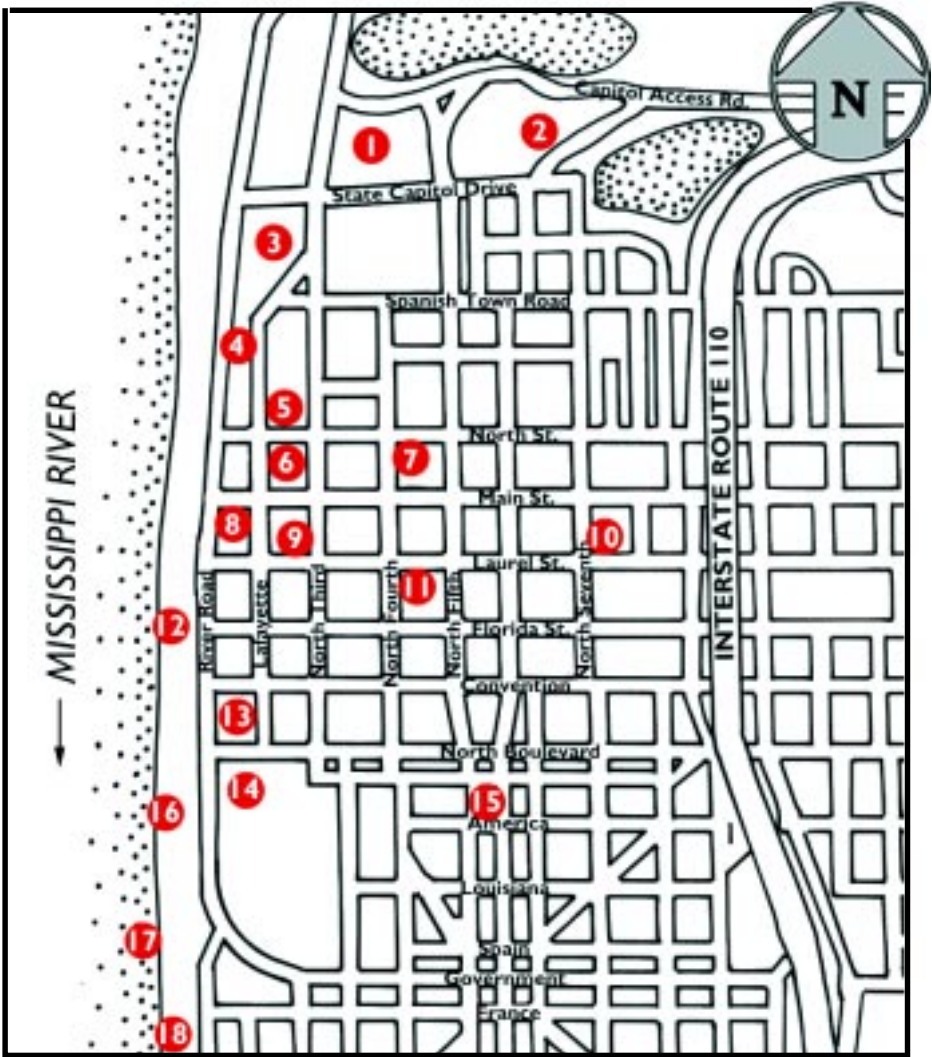 Capitol Access Rd.
N
1
2
State Capitol Drive
3
Spanish Town Road
4
INTERSTATE ROUTE 110
MISSISSIPPI RIVER
5
North St.
6
7
Main St.
8
9
10
Laurel St.
River Road
Lafayette
North Third
North Fourth
11
North Fifth
North Seventh
12
Florida St.
Convention
13
North Boulevard
14
15
16
America
Louisiana
17
Spain
Government
France
18